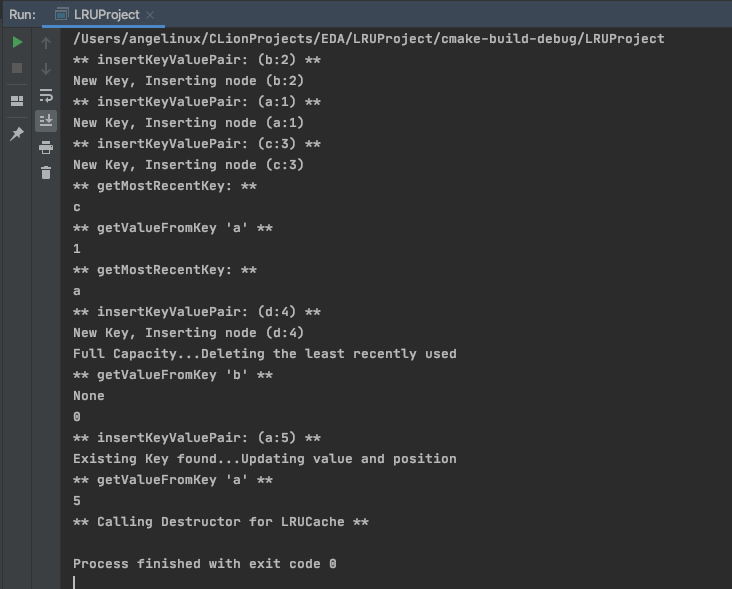 Run: LRUProject
/Users/angelinux/CLionProjects/EDA/LRUProject/cmake-build-debug/LRUProject
** insertKeyValuePair: (b:2) **
New Key, Inserting node (b:2)
** insertKeyValuePair: (a:1) **
New Key, Inserting node (a:1)
** insertKeyValuePair: (c:3) **
New Key, Inserting node (c:3)
** getMostRecentKey: **
c
** getValueFromKey 'a' **
1
** getMostRecentKey: **
a
** insertKeyValuePair: (d:4) **
New Key, Inserting node (d:4)
Full Capacity...Deleting the least recently used
** getValueFromKey 'b' **
None
0
** insertKeyValuePair: (a:5) **
Existing Key found...Updating value and position
** getValueFromKey 'a' **
5
** Calling Destructor for LRUCache **
Process finished with exit code 0